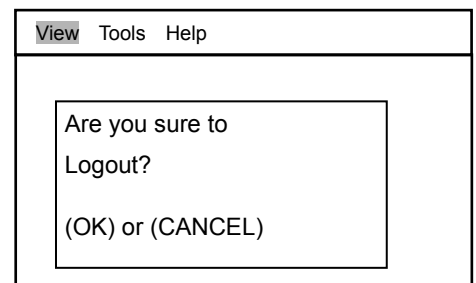 View Tools Help
Are you sure to
Logout?
(OK) or (CANCEL)